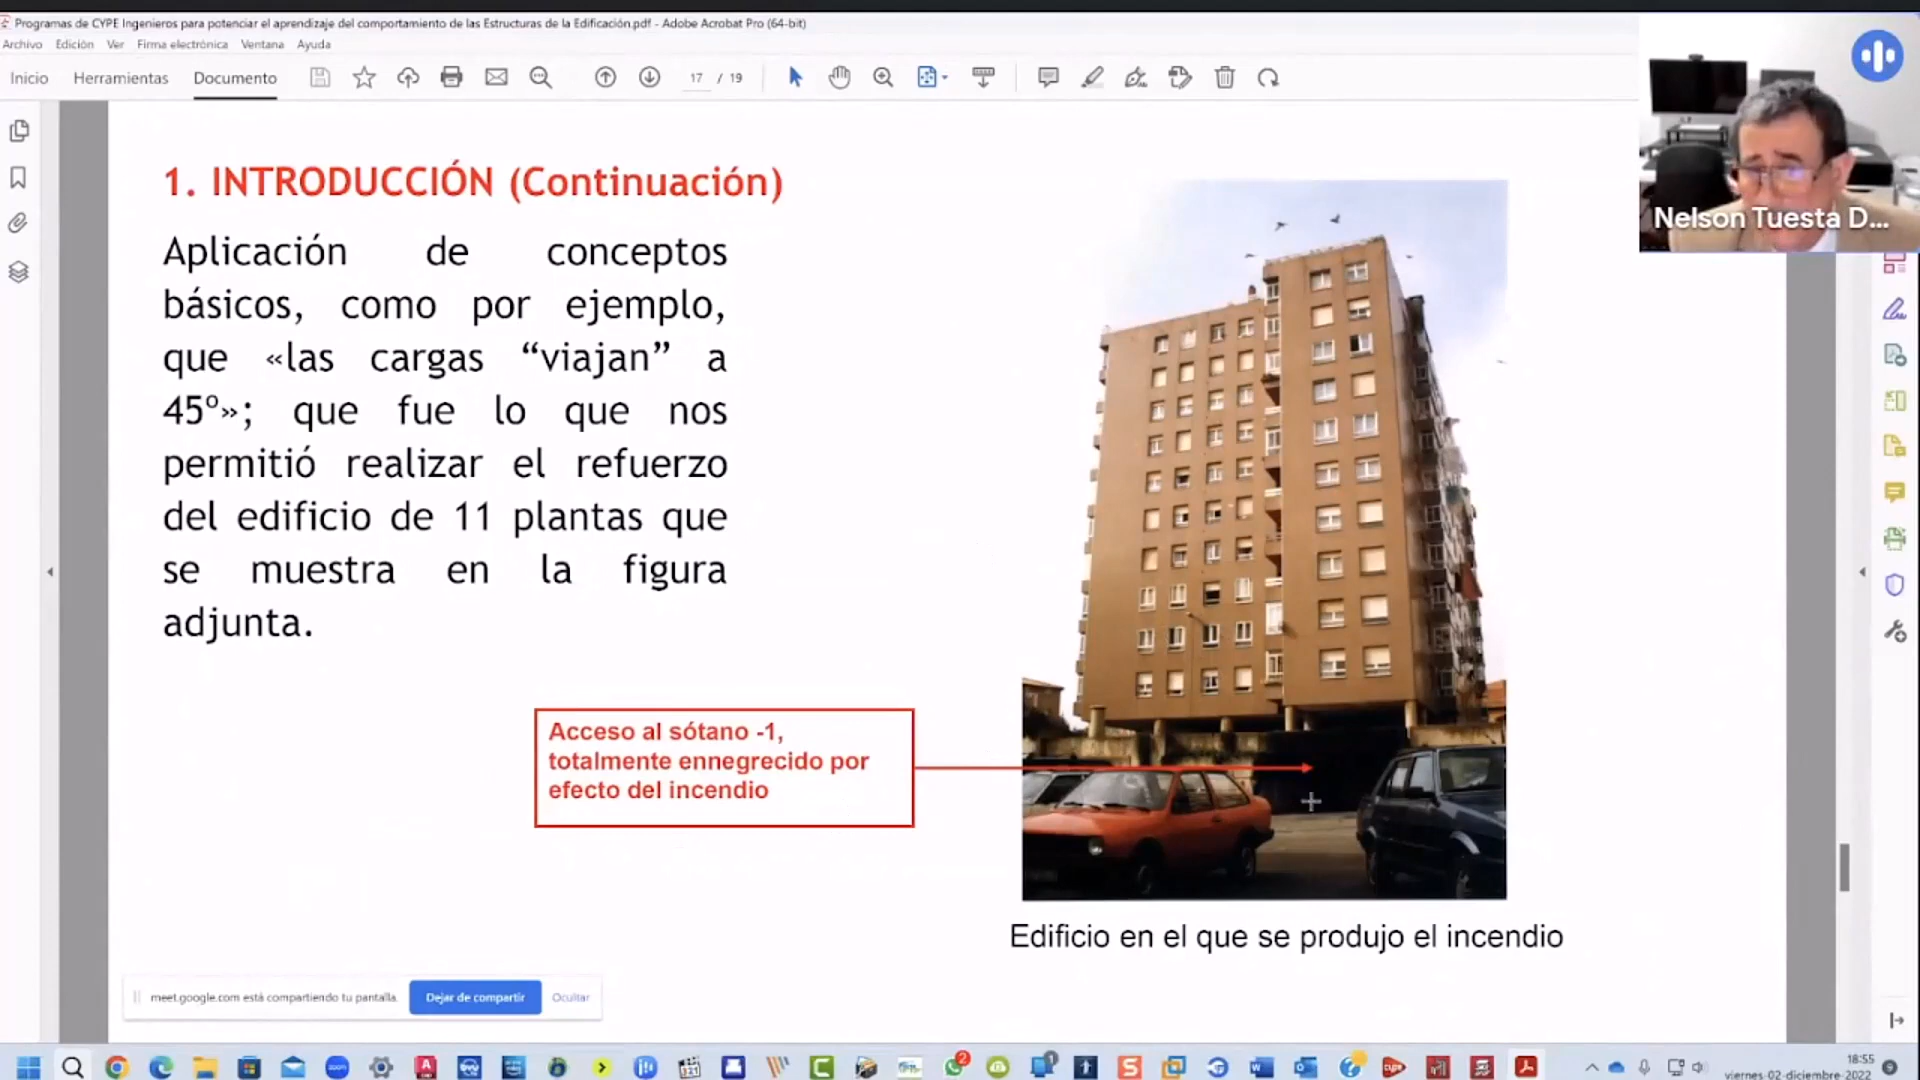 Programas de CYPE Ingenieros para potenciar el aprendizaje del comportamiento de las Estructuras de la Edificación.pdf - Adobe Acrobat Pro (64-bit)
Archivo Edición Ver Firma electrónica Ventana Ayuda
Inicio Herramientas Documento 17 / 19
Nelson Tuesta D...
1. INTRODUCCIÓN (Continuación)
Aplicación de conceptos
básicos, como por ejemplo,
que «las cargas “viajan” a
45º»; que fue lo que nos
permitió realizar el refuerzo
del edificio de 11 plantas que
se muestra en la figura
adjunta.
Acceso al sótano -1,
totalmente ennegrecido por
efecto del incendio
Edificio en el que se produjo el incendio
meet.google.com está compartiendo tu pantalla. Dejar de compartir Ocultar
18:55
viernes-02-diciembre-2022